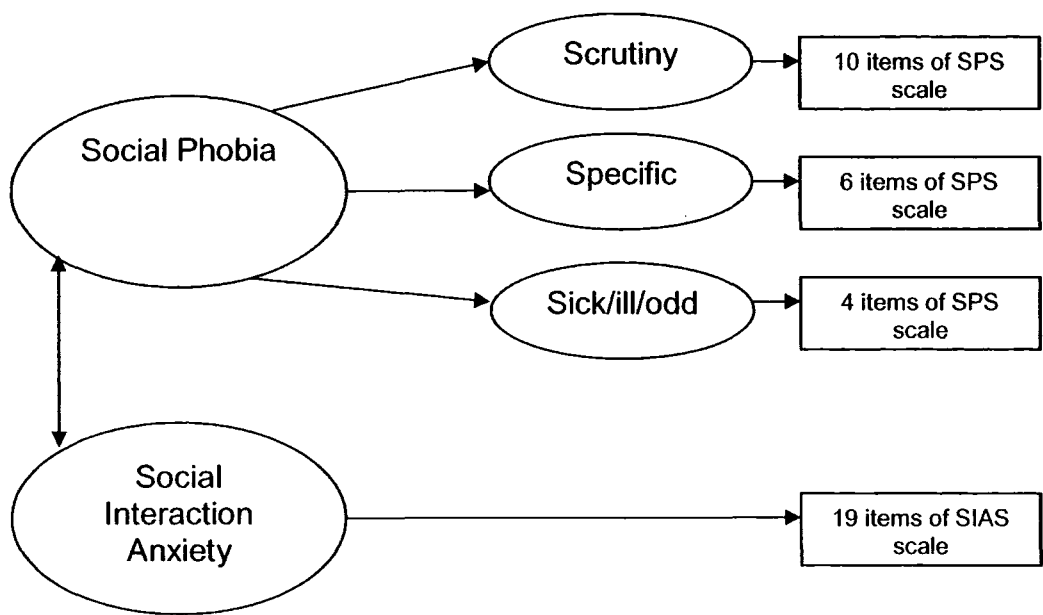 Scrutiny
10 items of SPS
scale
Social Phobia
Specific
6 items of SPS
scale
Sick/ill/odd
4 items of SPS
scale
Social
Interaction
Anxiety
19 items of SIAS
scale